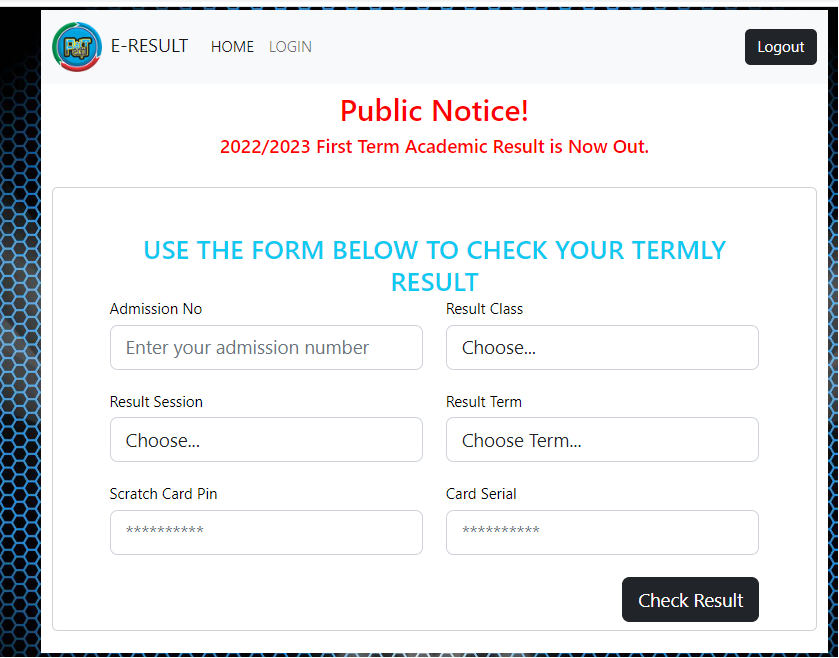 E-RESULT HOME LOGIN Logout
Public Notice!
2022/2023 First Term Academic Result is Now Out.
USE THE FORM BELOW TO CHECK YOUR TERMLY
RESULT
Admission No Result Class
Enter your admission number Choose...
Result Session Result Term
Choose... Choose Term...
Scratch Card Pin Card Serial
********** **********
Check Result